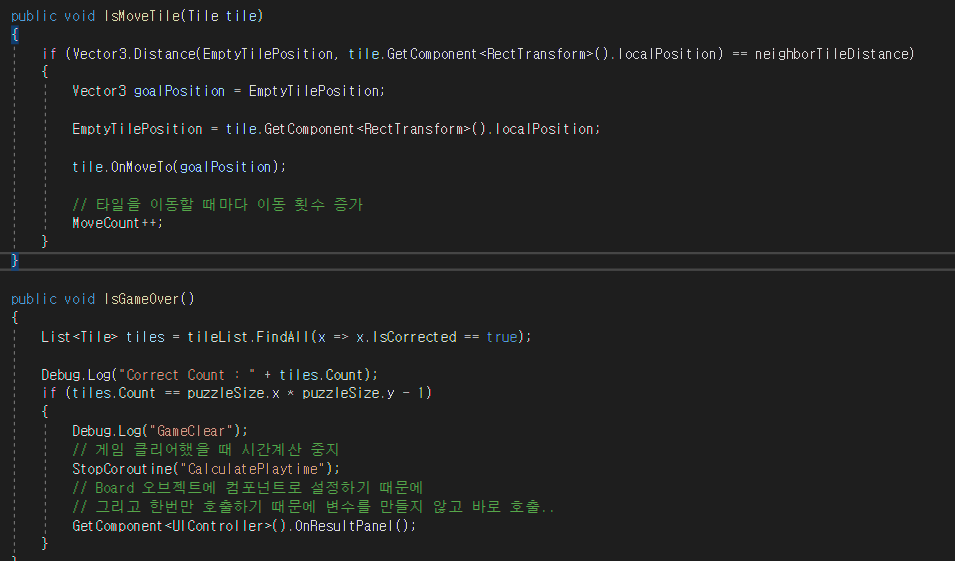 public void IsMoveTile(Tile tile)
{
if (Vector3.Distance(EmptyTilePosition, tile.GetComponent<RectTransform>().localPosition) == neighborTileDistance)
{
Vector3 goalPosition = EmptyTilePosition;
EmptyTilePosition = tile.GetComponent<RectTransform>().localPosition;
tile.OnMoveTo(goalPosition);
// 타일을 이동할 때마다 이동 횟수 증가
MoveCount++;
}
}
public void IsGameOver()
{
List<Tile> tiles = tileList.FindAll(x => x.IsCorrected == true);
Debug.Log("Correct Count : " + tiles.Count);
if (tiles.Count == puzzleSize.x * puzzleSize.y - 1)
{
Debug.Log("GameClear");
// 게임 클리어했을 때 시간계산 중지
StopCoroutine("CalculatePlaytime");
// Board 오브젝트에 컴포넌트로 설정하기 때문에
// 그리고 한번만 호출하기 때문에 변수를 만들지 않고 바로 호출..
GetComponent<UIController>().OnResultPanel();
}
}